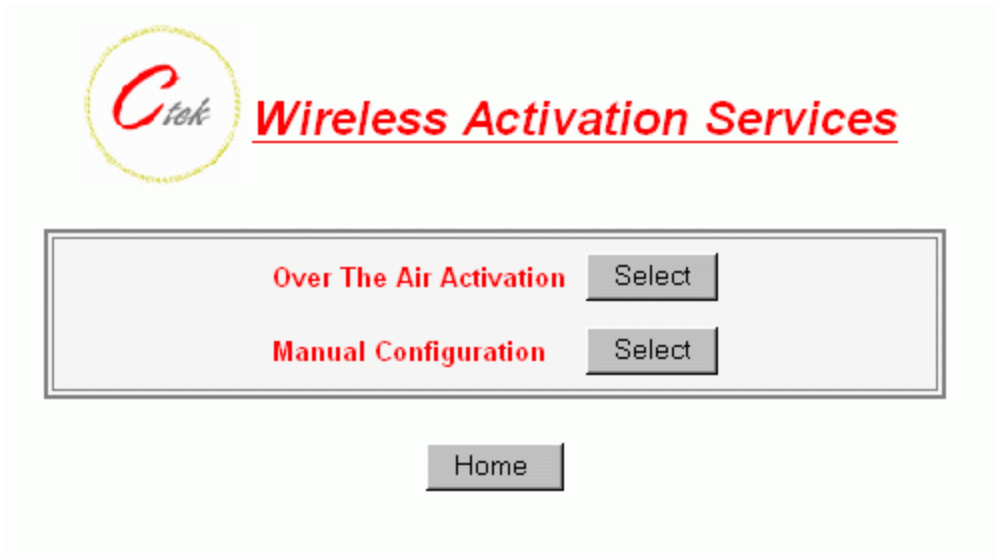 Ctek
Wireless Activation Services
Over The Air Activation Select
Manual Configuration Select
Home